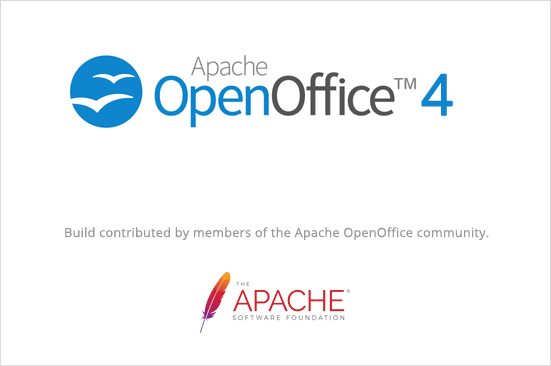 Apache
OpenOffice™ 4
Build contributed by members of the Apache OpenOffice community.
THE
APACHE®
SOFTWARE FOUNDATION